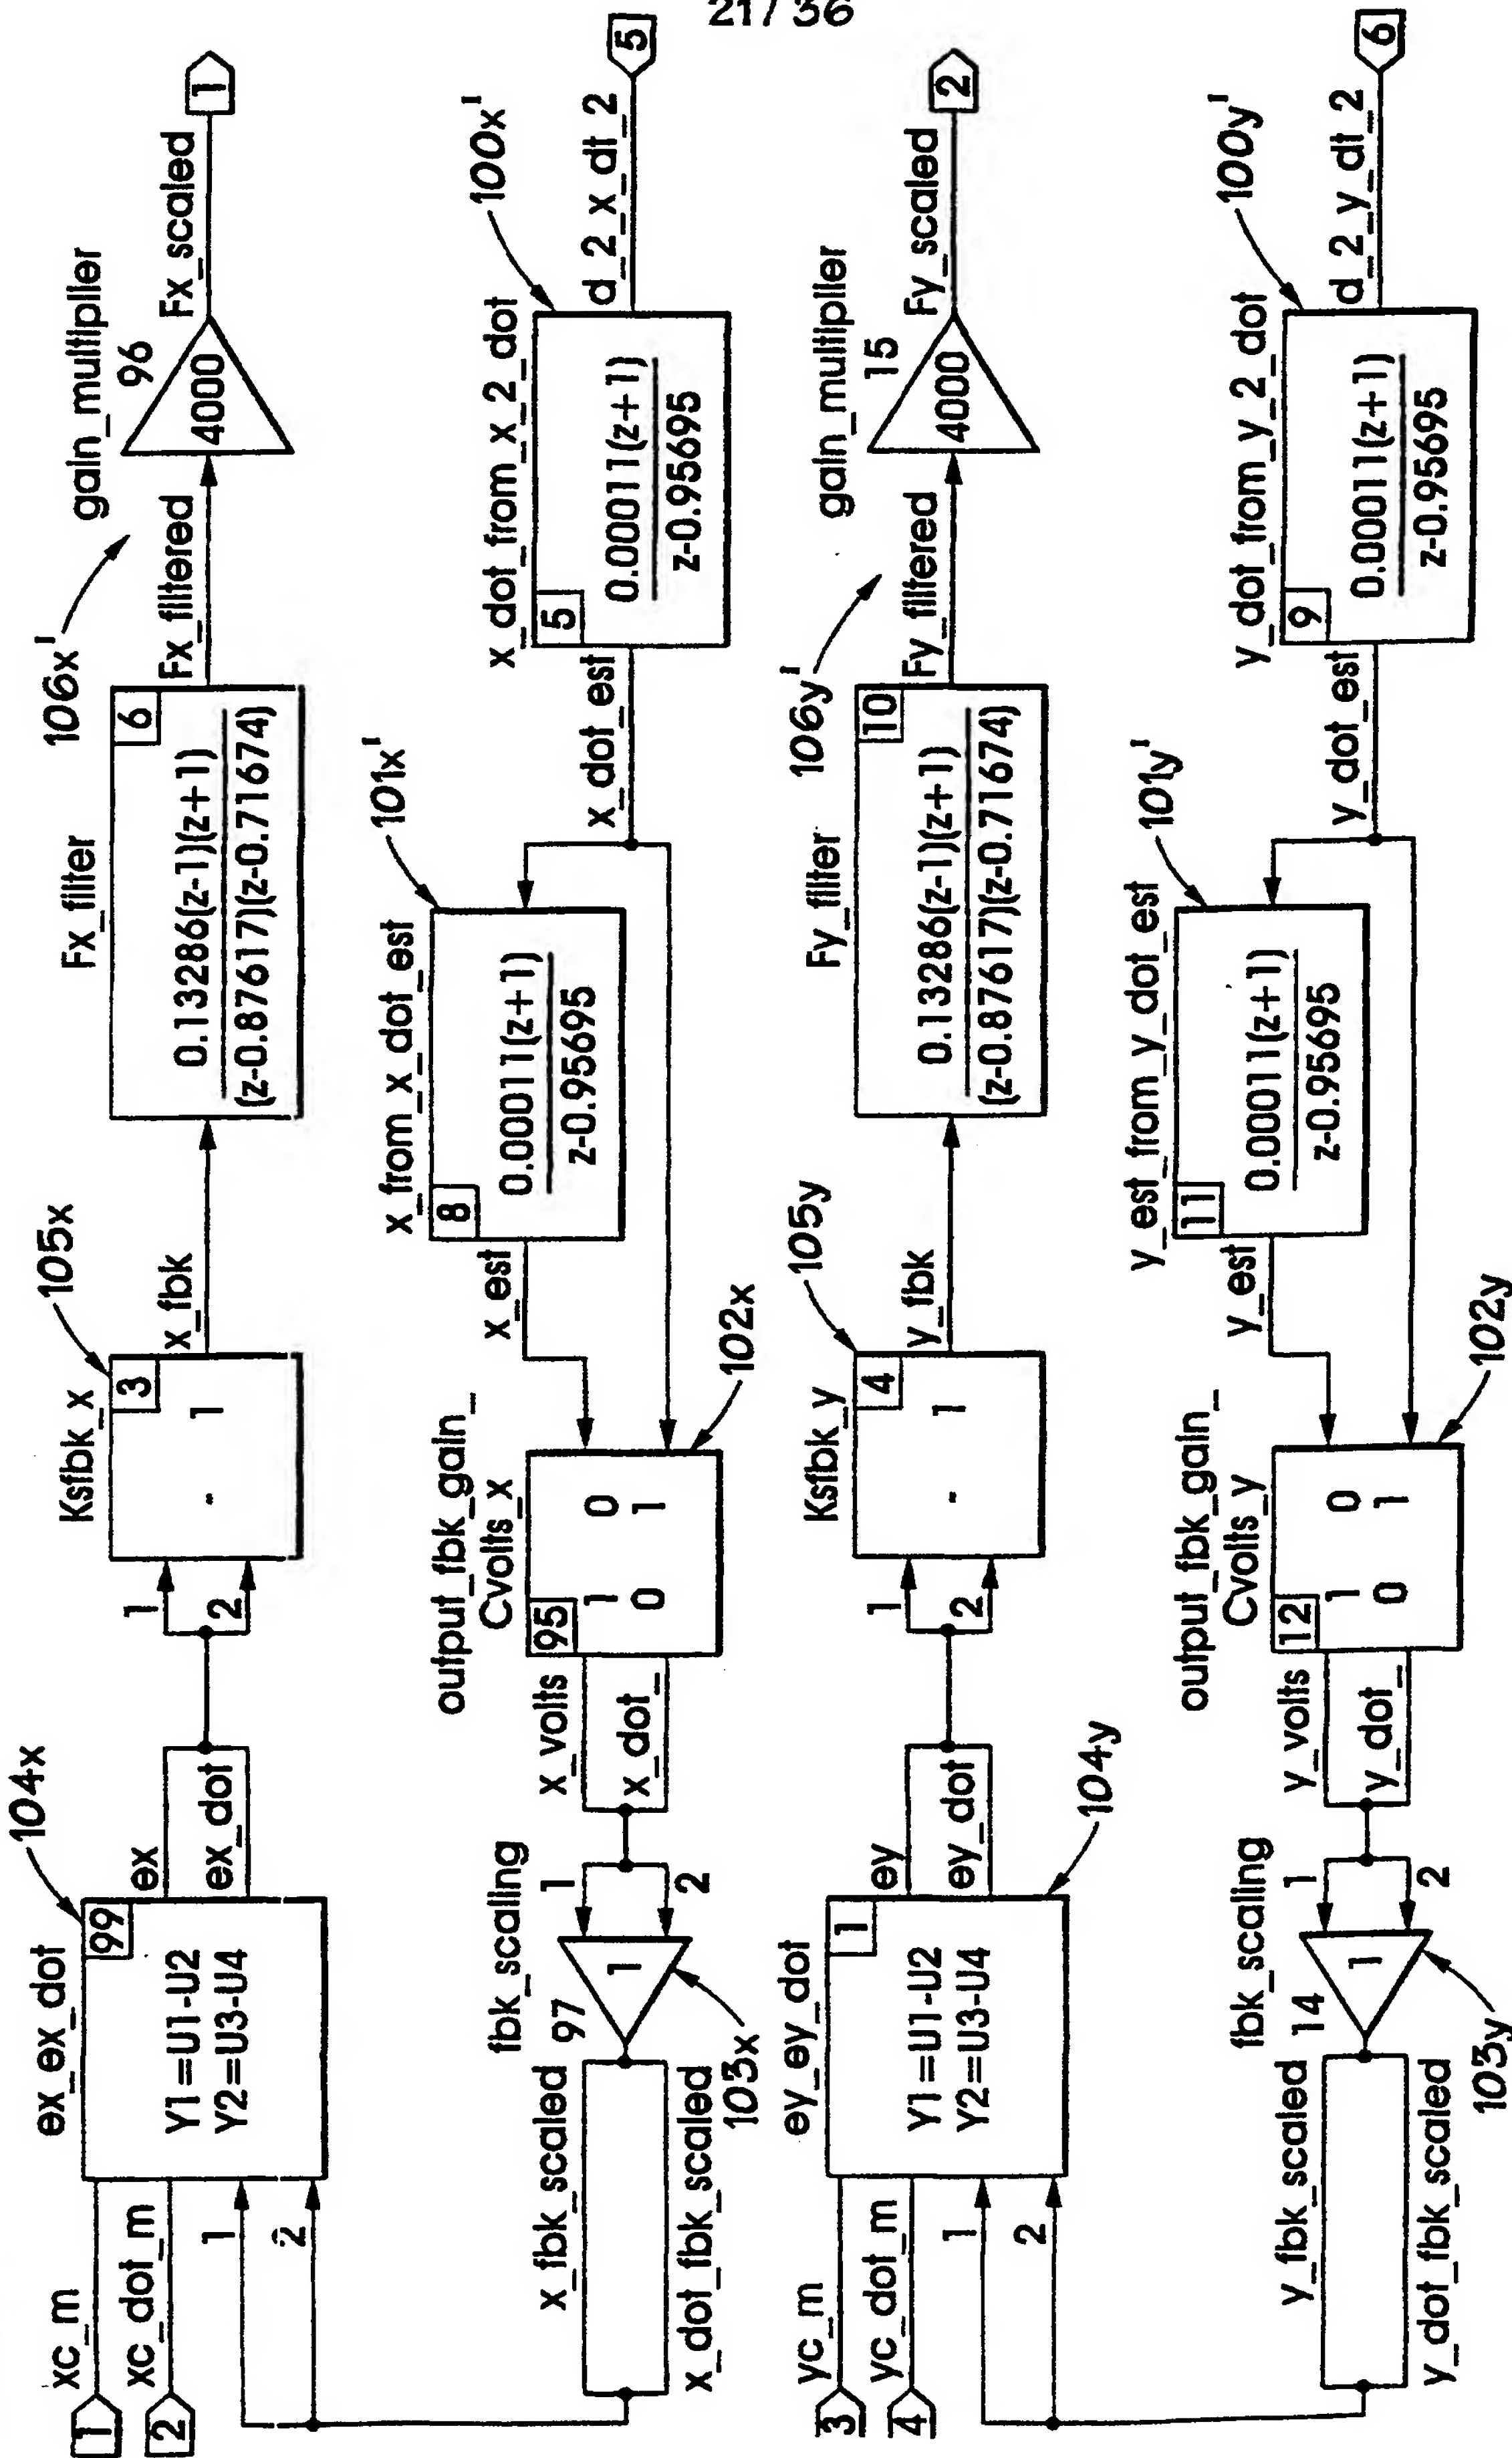 21/36
xc_m
1
xc_dot_m
2
1
2
ex_ex_dot
99
Y1=U1-U2
Y2=U3-U4
104x
ex
ex_dot
1
2
Ksfbk_x
3
- 1
105x
x_fbk
Fx_filter
6
0.13286(z-1)(z+1)
(z-0.87617)(z-0.71674)
106x'
Fx_filtered
gain_multiplier
96
4000
Fx_scaled
1
x_fbk_scaled
x_dot_fbk_scaled
fbk_scaling
97
1
103x
1
2
x_volts
x_dot_
output_fbk_gain_
Cvolts_x
95
1 0
0 1
102x
x_est
x_from_x_dot_est
8
0.00011(z+1)
z-0.95695
101x'
x_dot_est
x_dot_from_x_2_dot
5
0.00011(z+1)
z-0.95695
100x'
d_2_x_dt_2
5
yc_m
3
yc_dot_m
4
1
2
ey_ey_dot
1
Y1=U1-U2
Y2=U3-U4
104y
ey
ey_dot
1
2
Ksfbk_y
4
- 1
105y
y_fbk
Fy_filter
10
0.13286(z-1)(z+1)
(z-0.87617)(z-0.71674)
106y'
Fy_filtered
gain_multiplier
15
4000
Fy_scaled
2
y_fbk_scaled
y_dot_fbk_scaled
fbk_scaling
14
1
103y
1
2
y_volts
y_dot_
output_fbk_gain_
Cvolts_y
12
1 0
0 1
102y
y_est
y_est_from_y_dot_est
11
0.00011(z+1)
z-0.95695
101y'
y_dot_est
y_dot_from_y_2_dot
9
0.00011(z+1)
z-0.95695
100y'
d_2_y_dt_2
6